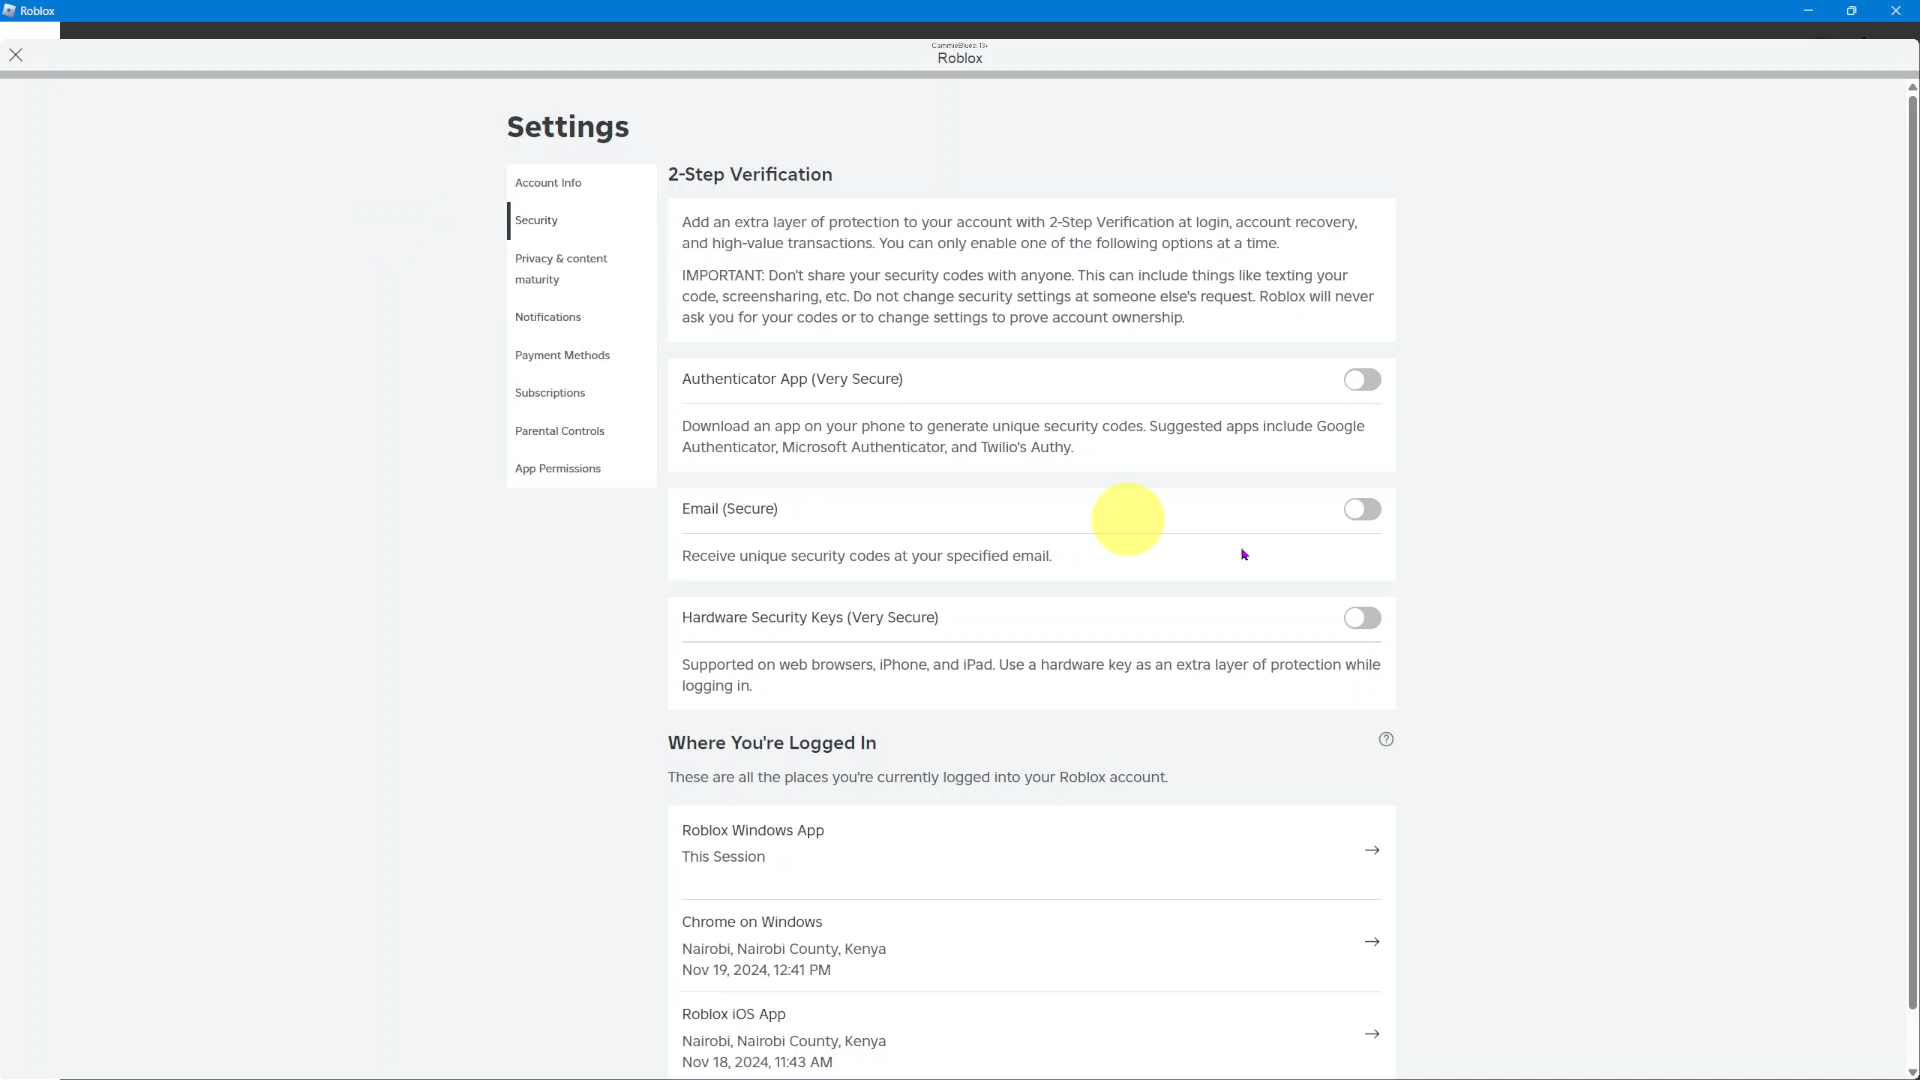 Roblox
CammieBlues: 13+
Roblox
Settings
Account Info
Security
Privacy & content
maturity
Notifications
Payment Methods
Subscriptions
Parental Controls
App Permissions
2-Step Verification
Add an extra layer of protection to your account with 2-Step Verification at login, account recovery,
and high-value transactions. You can only enable one of the following options at a time.
IMPORTANT: Don't share your security codes with anyone. This can include things like texting your
code, screensharing, etc. Do not change security settings at someone else's request. Roblox will never
ask you for your codes or to change settings to prove account ownership.
Authenticator App (Very Secure)
Download an app on your phone to generate unique security codes. Suggested apps include Google
Authenticator, Microsoft Authenticator, and Twilio's Authy.
Email (Secure)
Receive unique security codes at your specified email.
Hardware Security Keys (Very Secure)
Supported on web browsers, iPhone, and iPad. Use a hardware key as an extra layer of protection while
logging in.
Where You're Logged In
These are all the places you're currently logged into your Roblox account.
Roblox Windows App
This Session
Chrome on Windows
Nairobi, Nairobi County, Kenya
Nov 19, 2024, 12:41 PM
Roblox iOS App
Nairobi, Nairobi County, Kenya
Nov 18, 2024, 11:43 AM